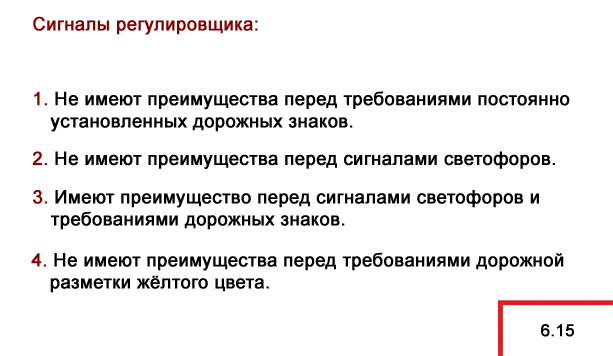 Сигналы регулировщика:
1. Не имеют преимущества перед требованиями постоянно
установленных дорожных знаков.
2. Не имеют преимущества перед сигналами светофоров.
3. Имеют преимущество перед сигналами светофоров и
требованиями дорожных знаков.
4. Не имеют преимущества перед требованиями дорожной
разметки жёлтого цвета.
6.15